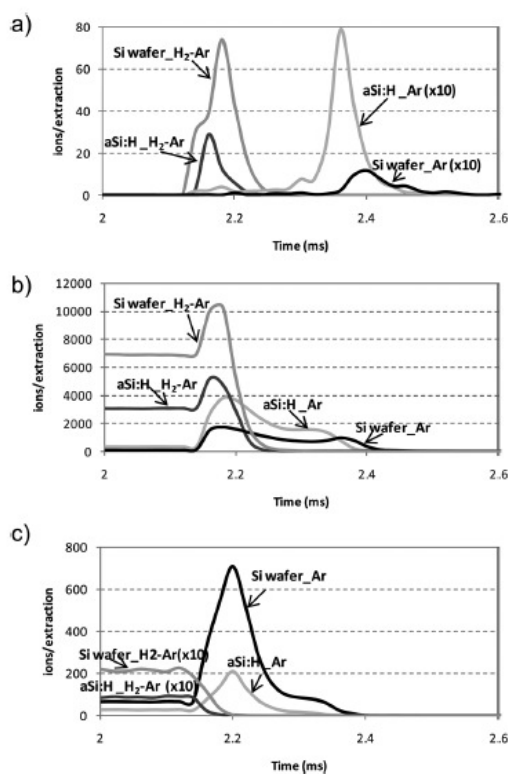 a)
80
60
40
20
0
ions/extraction
Si wafer_H₂-Ar
aSi:H_H₂-Ar
aSi:H_Ar(x10)
Si wafer_Ar(x10)
2
2.2
2.4
2.6
Time (ms)
b)
12000
10000
8000
6000
4000
2000
0
ions/extraction
Si wafer_H₂-Ar
aSi:H_H₂-Ar
aSi:H_Ar
Si wafer_Ar
2
2.2
2.4
2.6
Time (ms)
c)
800
600
400
200
0
ions/extraction
Si wafer_Ar
Si wafer_H2-Ar(x10)
aSi:H_Ar
aSi:H_H₂-Ar (x10)
2
2.2
2.4
2.6
Time (ms)